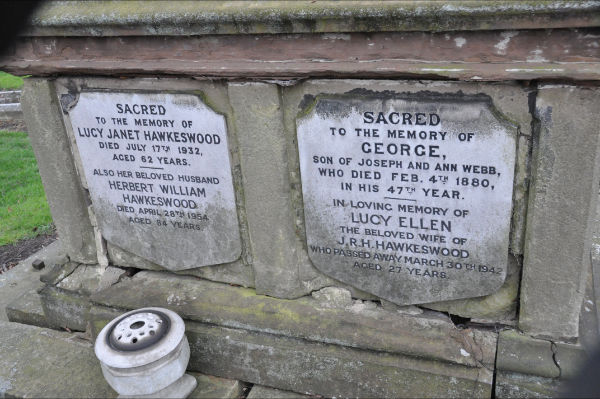 SACRED
TO THE MEMORY OF
LUCY JANET HAWKESWOOD
DIED JULY 17TH 1932,
AGED 62 YEARS.
ALSO HER BELOVED HUSBAND
HERBERT WILLIAM
HAWKESWOOD
DIED APRIL 28TH 1954
AGED 84 YEARS.
SACRED
TO THE MEMORY OF
GEORGE,
SON OF JOSEPH AND ANN WEBB,
WHO DIED FEB. 4TH 1880,
IN HIS 47TH YEAR.
IN LOVING MEMORY OF
LUCY ELLEN
THE BELOVED WIFE OF
J.R.H. HAWKESWOOD
WHO PASSED AWAY MARCH 30TH 1942
AGED 27 YEARS.